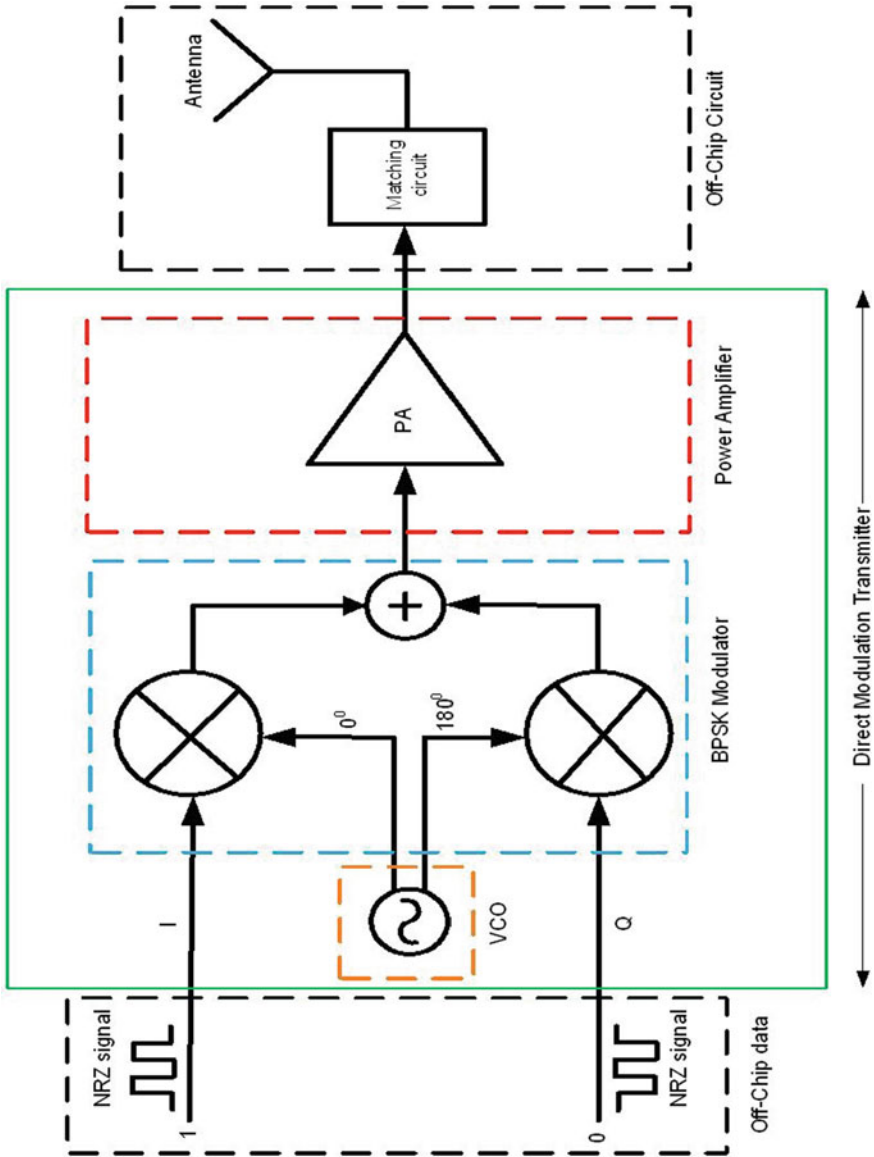 NRZ signal
1
0
NRZ signal
Off-Chip data
I
Q
VCO
0⁰
180⁰
+
BPSK Modulator
PA
Power Amplifier
Direct Modulation Transmitter
Antenna
Matching
circuit
Off-Chip Circuit